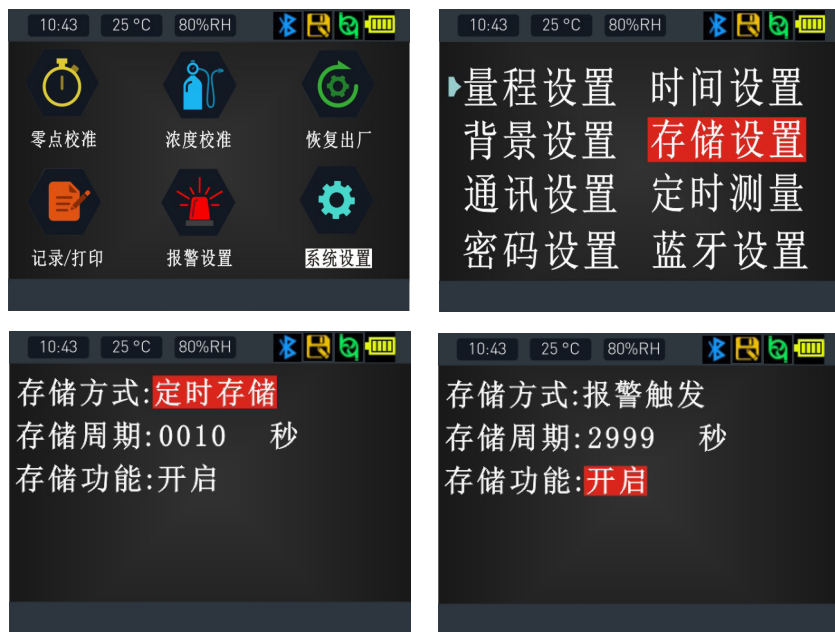 10:43 25 °C 80%RH
零点校准 浓度校准 恢复出厂
记录/打印 报警设置 系统设置
10:43 25 °C 80%RH
量程设置 时间设置
背景设置 存储设置
通讯设置 定时测量
密码设置 蓝牙设置
10:43 25 °C 80%RH
存储方式:定时存储
存储周期:0010 秒
存储功能:开启
10:43 25 °C 80%RH
存储方式:报警触发
存储周期:2999 秒
存储功能:开启